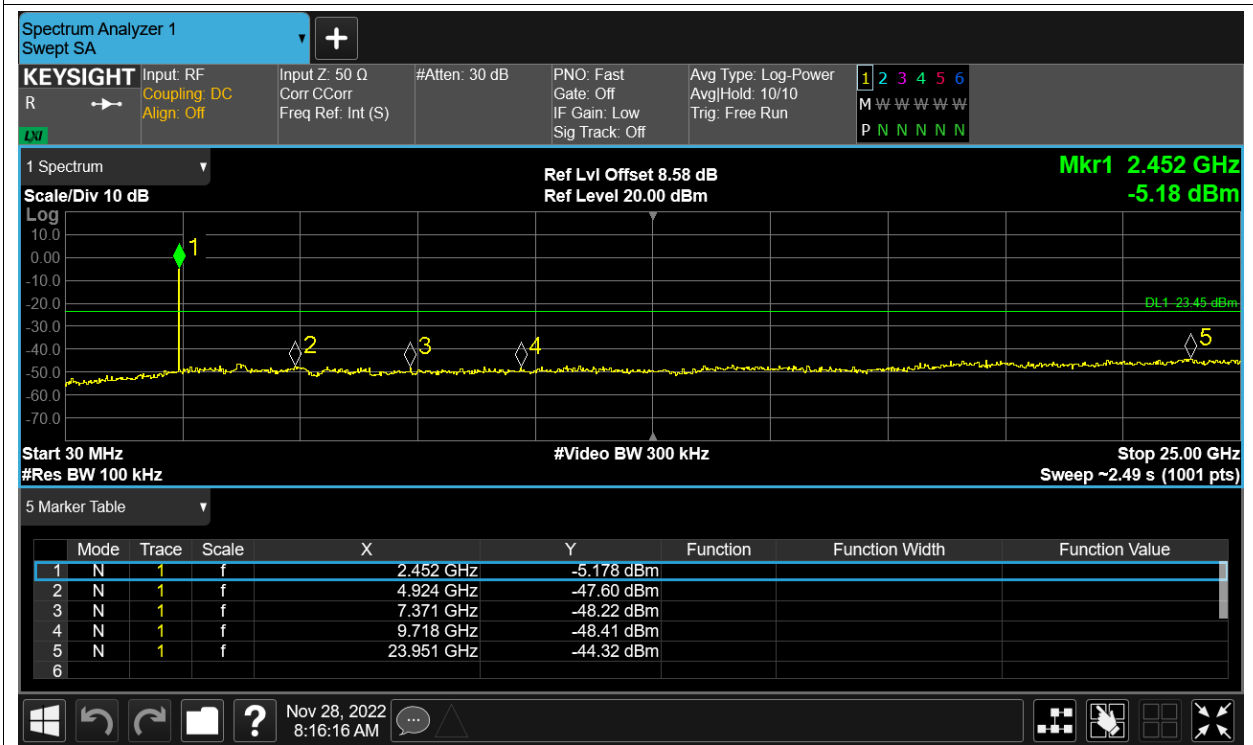 Spectrum Analyzer 1
Swept SA
KEYSIGHT Input: RF Input Z: 50 Ω #Atten: 30 dB PNO: Fast Avg Type: Log-Power 1 2 3 4 5 6
R Coupling: DC Corr CCorr Gate: Off Avg|Hold: 10/10 M W W W W W
Align: Off Freq Ref: Int (S) IF Gain: Low Trig: Free Run
LXI Sig Track: Off P N N N N N
1 Spectrum Ref Lvl Offset 8.58 dB Mkr1 2.452 GHz
Scale/Div 10 dB Ref Level 20.00 dBm -5.18 dBm
Log
10.0 1
0.00
-10.0
-20.0 DL1 -23.45 dBm
-30.0
-40.0 2 3 4 5
-50.0
-60.0
-70.0
Start 30 MHz #Video BW 300 kHz Stop 25.00 GHz
#Res BW 100 kHz Sweep ~2.49 s (1001 pts)
5 Marker Table
Mode Trace Scale X Y Function Function Width Function Value
1 N 1 f 2.452 GHz -5.178 dBm
2 N 1 f 4.924 GHz -47.60 dBm
3 N 1 f 7.371 GHz -48.22 dBm
4 N 1 f 9.718 GHz -48.41 dBm
5 N 1 f 23.951 GHz -44.32 dBm
6
? Nov 28, 2022
8:16:16 AM